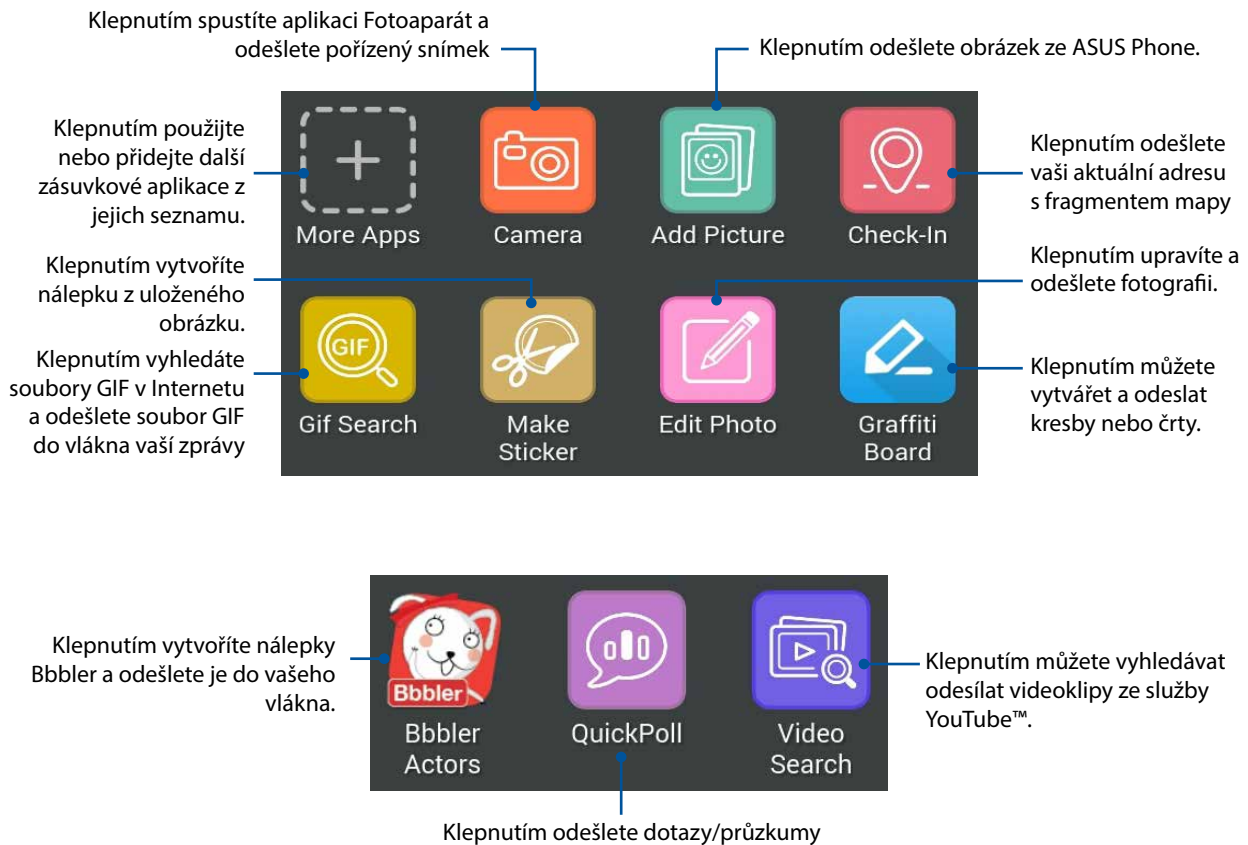 Klepnutím spustíte aplikaci Fotoaparát a
odešlete pořízený snímek
Klepnutím odešlete obrázek ze ASUS Phone.
Klepnutím použijte
nebo přidejte další
zásuvkové aplikace z
jejich seznamu.
Klepnutím odešlete
vaši aktuální adresu
s fragmentem mapy
More Apps
Camera
Add Picture
Check-In
Klepnutím vytvoříte
nálepku z uloženého
obrázku.
Klepnutím upravíte a
odešlete fotografii.
GIF
Klepnutím vyhledáte
soubory GIF v Internetu
a odešlete soubor GIF
do vlákna vaší zprávy
Klepnutím můžete
vytvářet a odeslat
kresby nebo črty.
Gif Search
Make
Sticker
Edit Photo
Graffiti
Board
Klepnutím vytvoříte nálepky
Bbbler a odešlete je do vašeho
vlákna.
Bbbler
Klepnutím můžete vyhledávat
odesílat videoklipy ze služby
YouTube™.
Bbbler
Actors
QuickPoll
Video
Search
Klepnutím odešlete dotazy/průzkumy